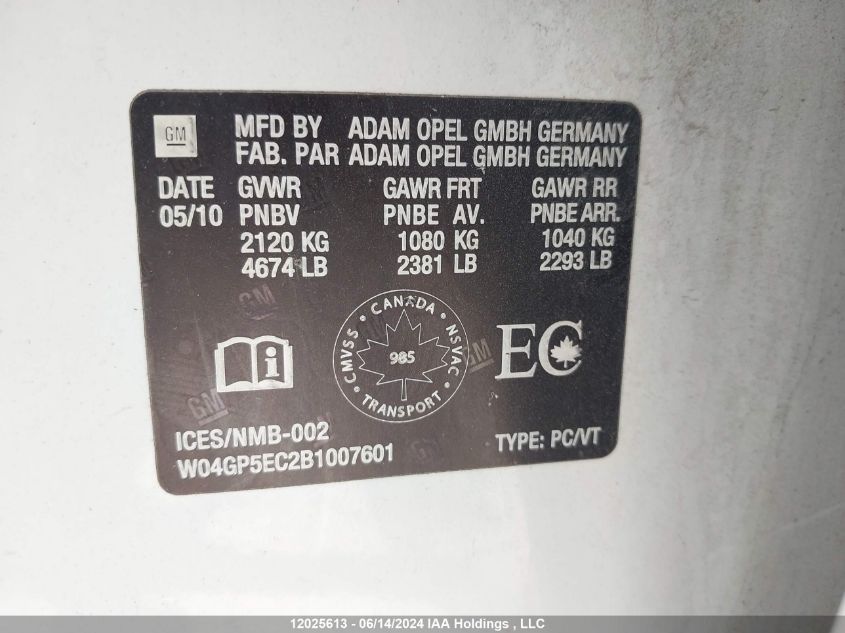 GM MFD BY ADAM OPEL GMBH GERMANY
FAB. PAR ADAM OPEL GMBH GERMANY
DATE GVWR GAWR FRT GAWR RR
05/10 PNBV PNBE AV. PNBE ARR.
2120 KG 1080 KG 1040 KG
4674 LB 2381 LB 2293 LB
GM
CANADA • NSVAC • TRANSPORT • CMVSS •
985
GM
EC
GM
ICES/NMB-002
TYPE: PC/VT
W04GP5EC2B1007601
12025613 - 06/14/2024 IAA Holdings , LLC